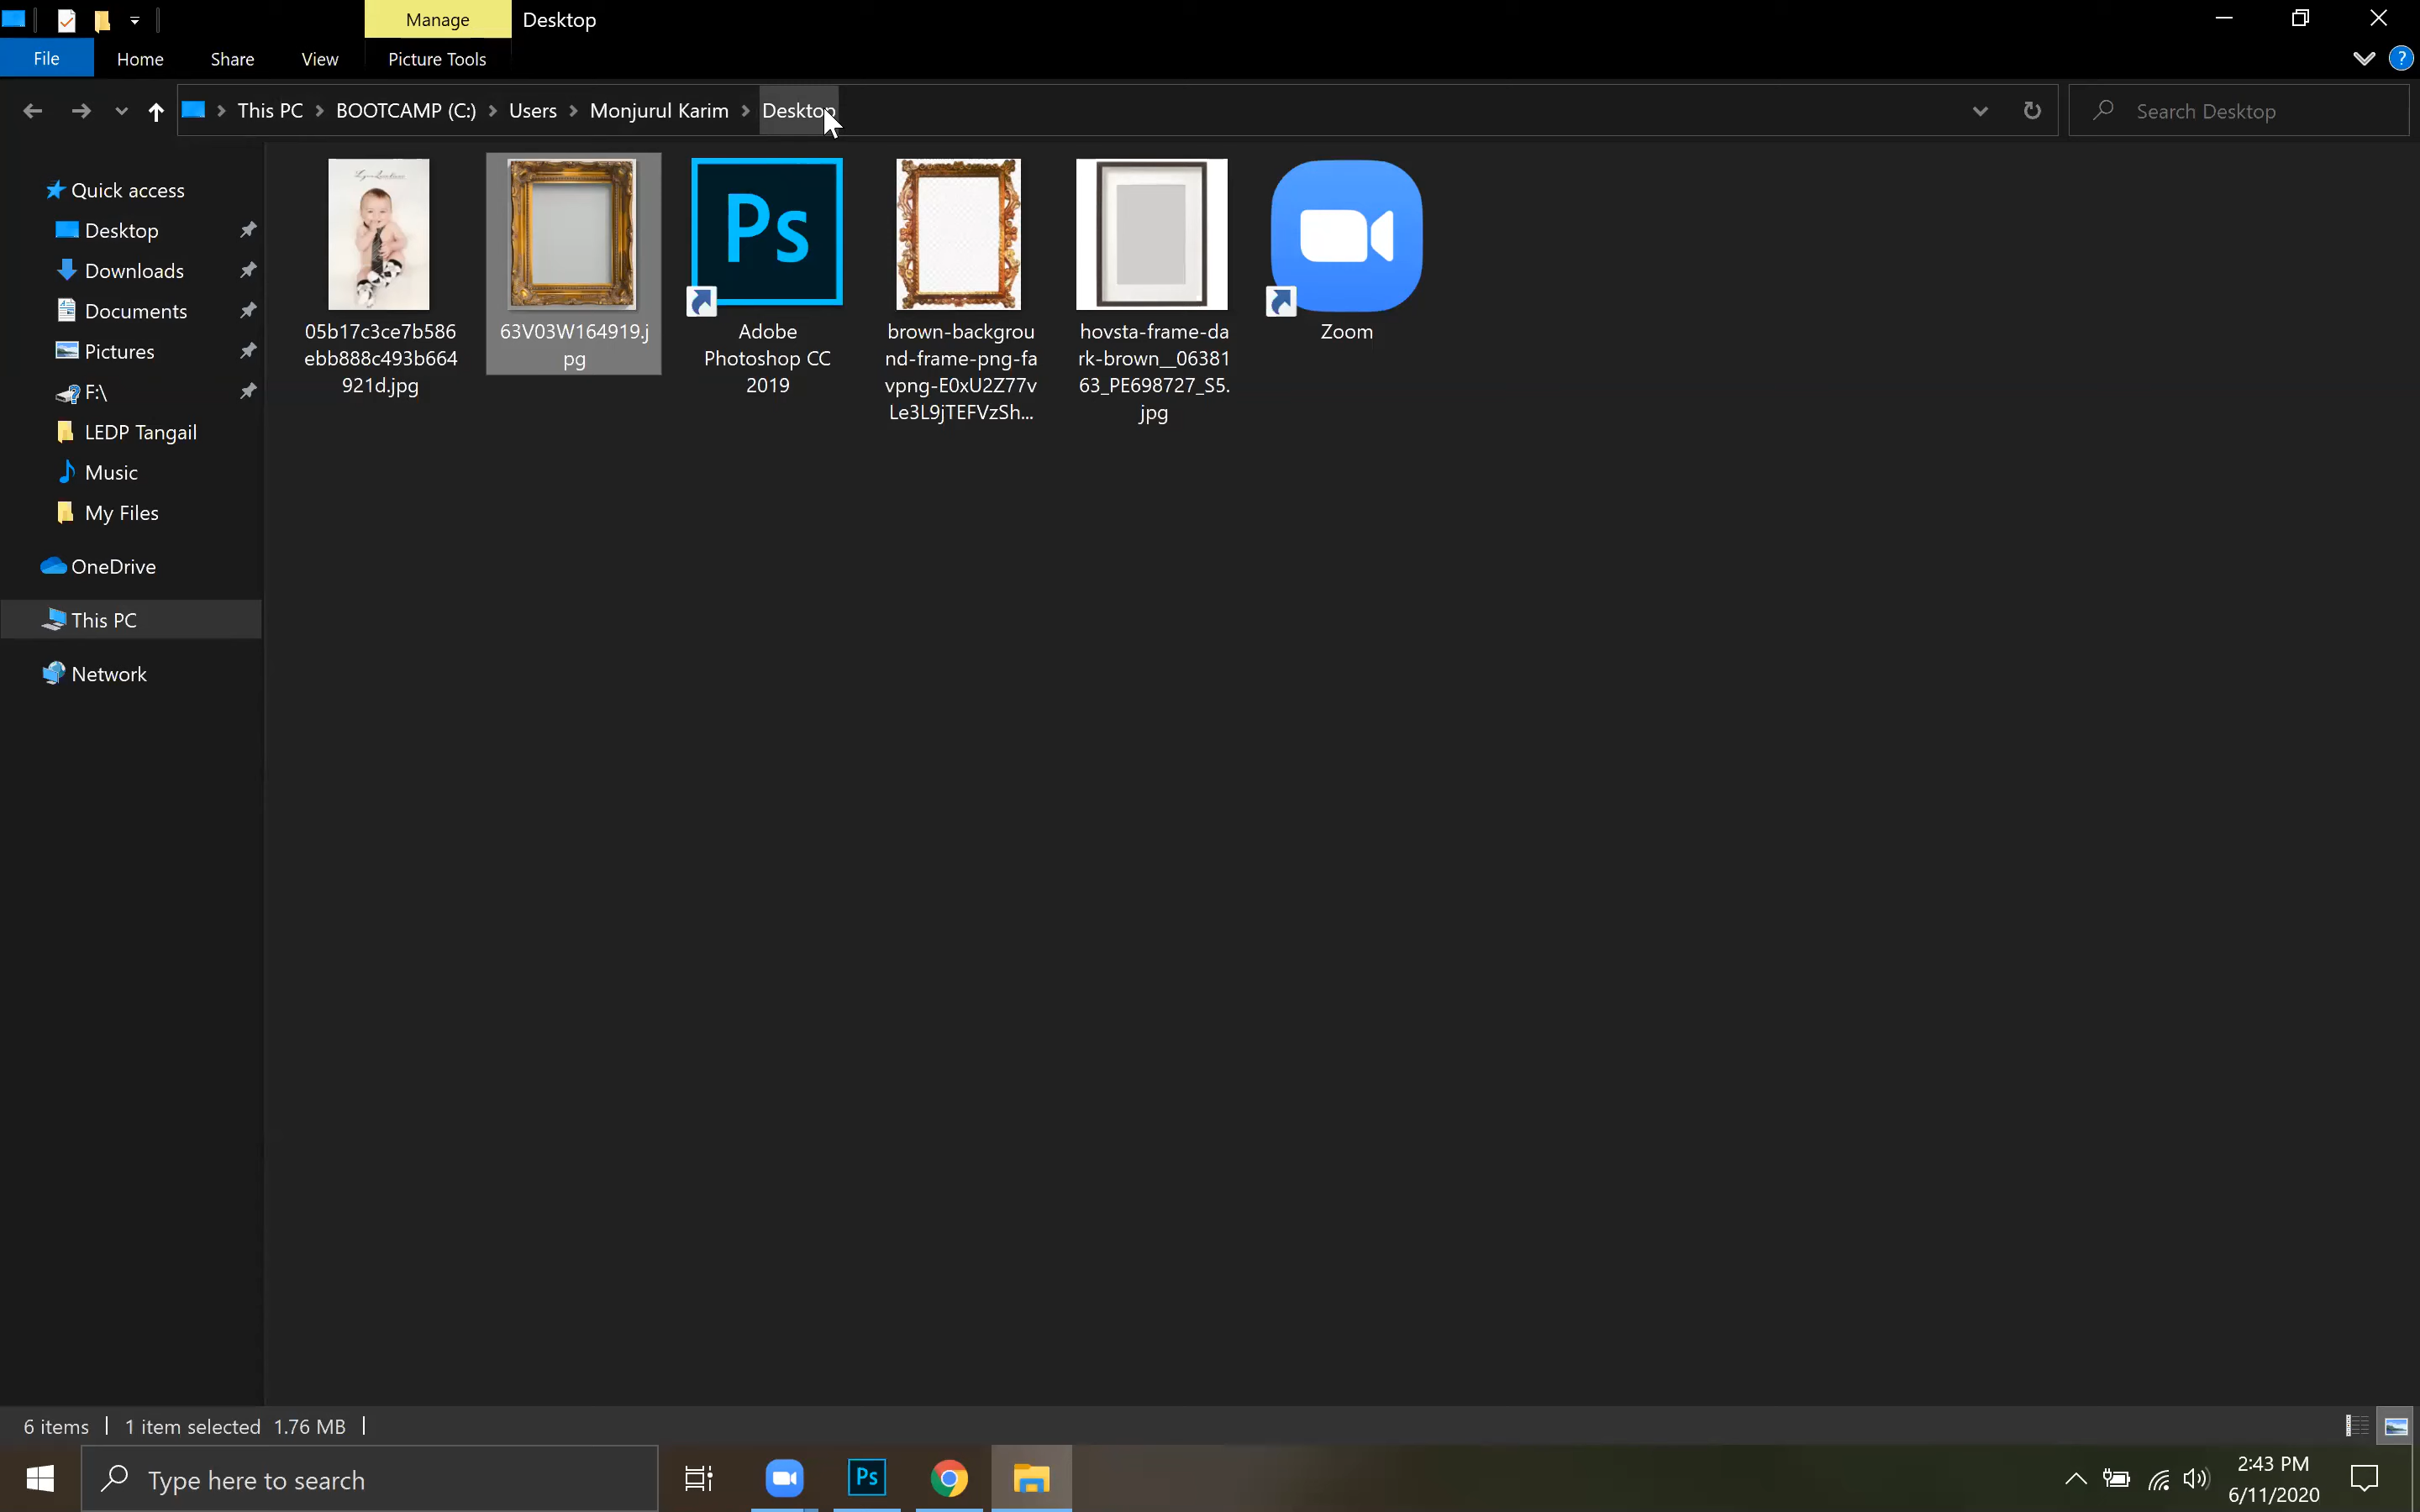 Manage Desktop
File Home Share View Picture Tools
This PC BOOTCAMP (C:) Users Monjurul Karim Desktop
Search Desktop
Quick access
Desktop
Downloads
Documents
Pictures
F:\
LEDP Tangail
Music
My Files
OneDrive
This PC
Network
05b17c3ce7b586
ebb888c493b664
921d.jpg
63V03W164919.j
pg
Ps
Adobe
Photoshop CC
2019
brown-backgrou
nd-frame-png-fa
vpng-E0xU2Z77v
Le3L9jTEFVzSh...
hovsta-frame-da
rk-brown__06381
63_PE698727_S5.
jpg
Zoom
6 items 1 item selected 1.76 MB
Type here to search
Ps
2:43 PM
6/11/2020